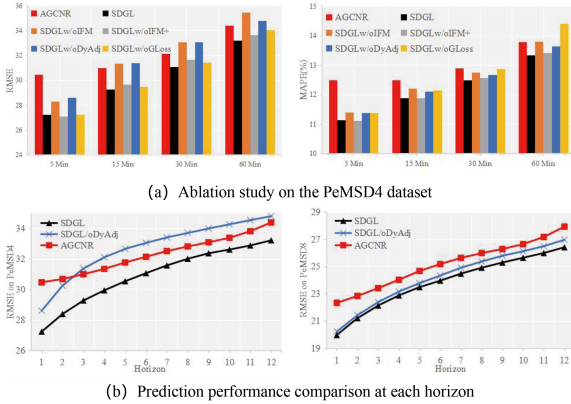 AGCNR SDGL
SDGLw/oIFM SDGLw/oIFM+
SDGLw/oDyAdj SDGLw/oGLoss
RMSE
36
34
32
30
28
26
24
5 Min 15 Min 30 Min 60 Min
AGCNR SDGL
SDGLw/oIFM SDGLw/oIFM+
SDGLw/oDyAdj SDGLw/oGLoss
MAPE(%)
15
14
13
12
11
10
5 Min 15 Min 30 Min 60 Min
(a) Ablation study on the PeMSD4 dataset
SDGL
SDGL/oDyAdj
AGCNR
RMSE on PeMSD4
34
32
30
28
26
1 2 3 4 5 6 7 8 9 10 11 12
Horizon
SDGL
SDGL/oDyAdj
AGCNR
RMSE on PeMSD8
29
27
25
23
21
19
1 2 3 4 5 6 7 8 9 10 11 12
Horizon
(b) Prediction performance comparison at each horizon